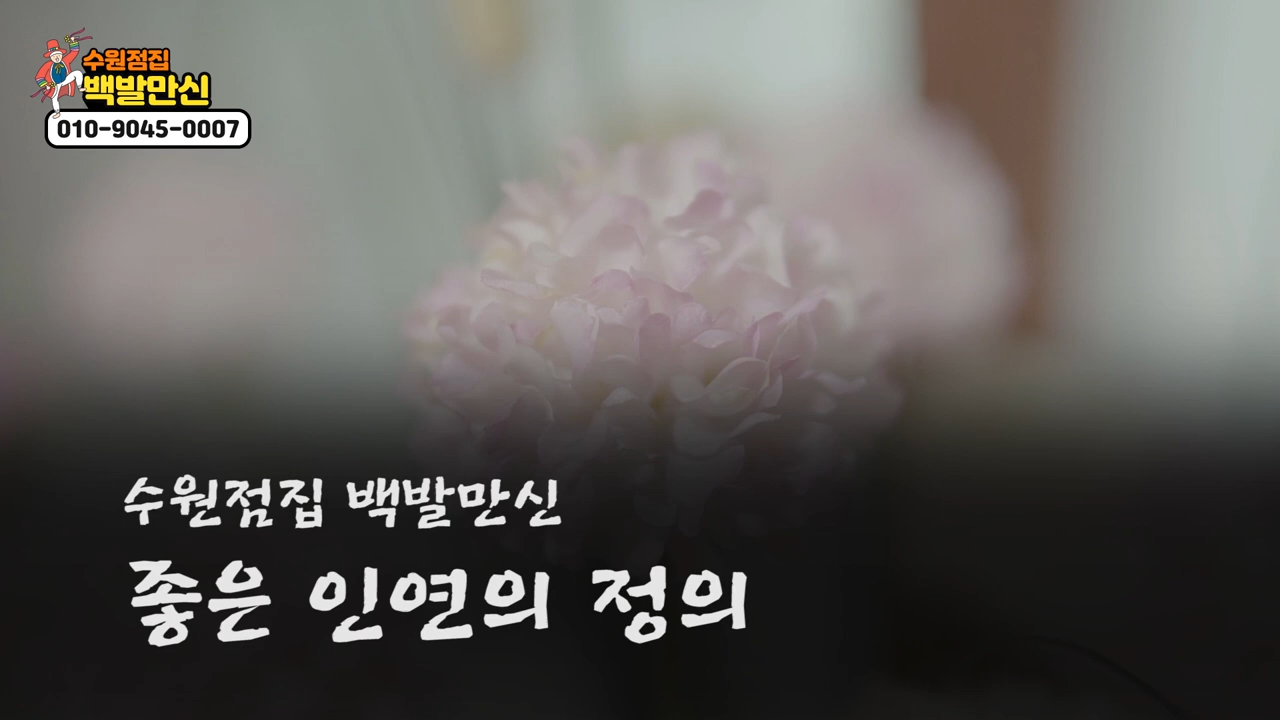 수원점집
백발만신
010-9045-0007
수원점집 백발만신
좋은 인연의 정의